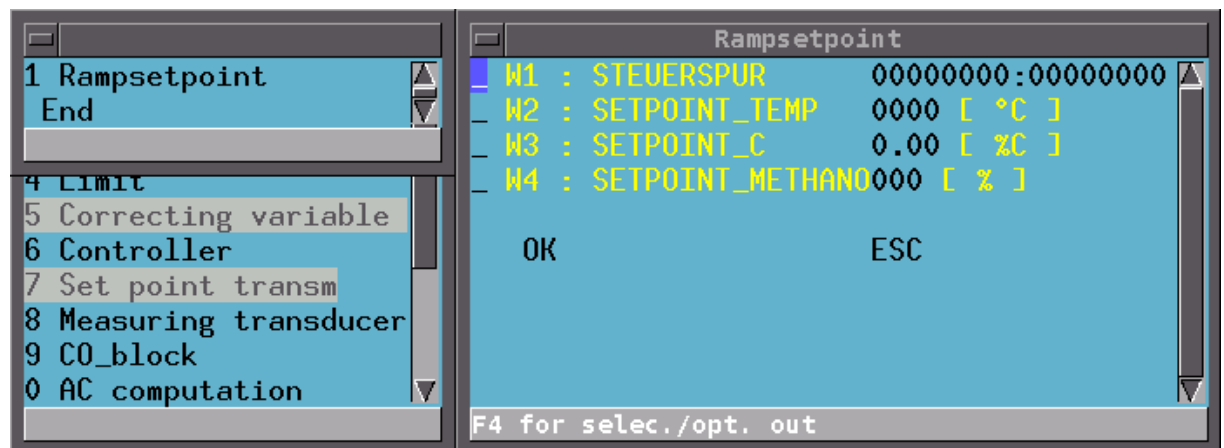 1 Rampsetpoint
End
4 Limit
5 Correcting variable
6 Controller
7 Set point transm
8 Measuring transducer
9 CO_block
0 AC computation
Rampsetpoint
_ W1 : STEUERSPUR 00000000:00000000
_ W2 : SETPOINT_TEMP 0000 [ °C ]
_ W3 : SETPOINT_C 0.00 [ %C ]
_ W4 : SETPOINT_METHANO000 [ % ]
OK ESC
F4 for selec./opt. out